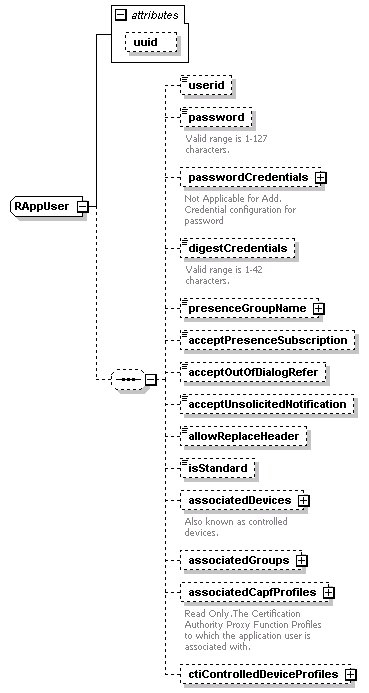 attributes
uuid
userid
password
Valid range is 1-127
characters.
RAppUser
passwordCredentials
Not Applicable for Add.
Credential configuration for
password
digestCredentials
Valid range is 1-42
characters.
presenceGroupName
acceptPresenceSubscription
acceptOutOfDialogRefer
acceptUnsolicitedNotification
allowReplaceHeader
isStandard
associatedDevices
Also known as controlled
devices.
associatedGroups
associatedCapfProfiles
Read Only.The Certification
Authority Proxy Function Profiles
to which the application user is
associated with.
ctiControlledDeviceProfiles